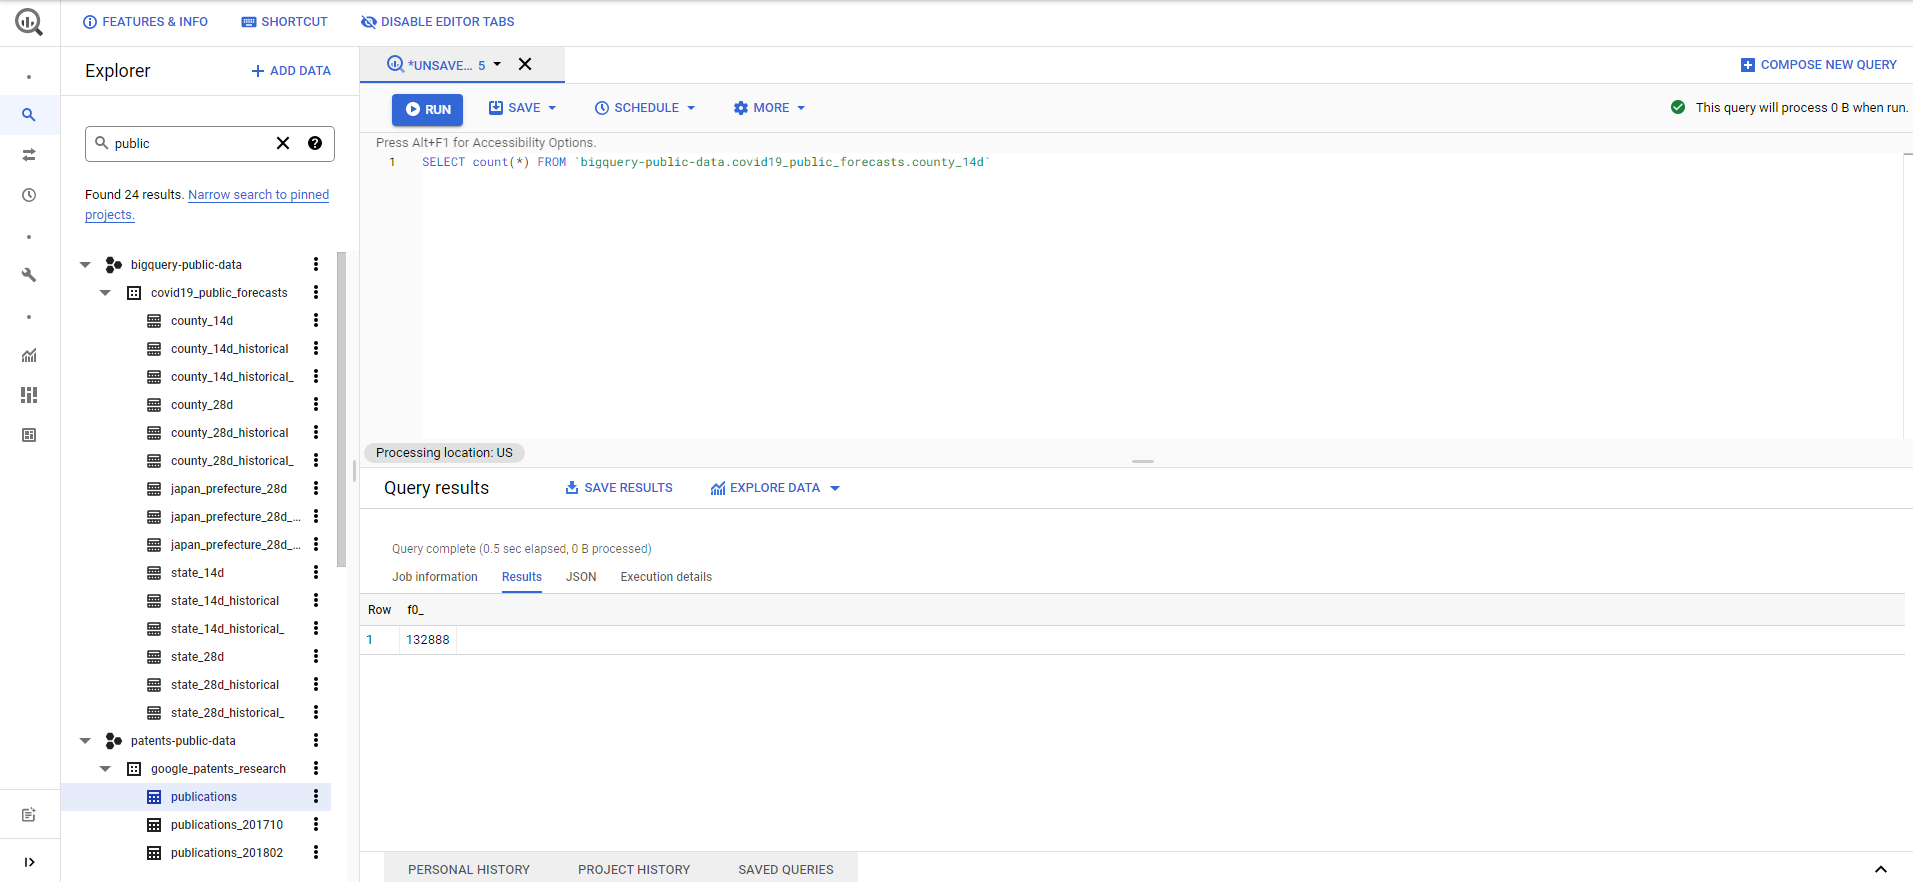 FEATURES & INFO SHORTCUT DISABLE EDITOR TABS
Explorer ADD DATA
public
Found 24 results. Narrow search to pinned
projects.
bigquery-public-data
covid19_public_forecasts
county_14d
county_14d_historical
county_14d_historical_
county_28d
county_28d_historical
county_28d_historical_
japan_prefecture_28d
japan_prefecture_28d_...
japan_prefecture_28d_...
state_14d
state_14d_historical
state_14d_historical_
state_28d
state_28d_historical
state_28d_historical_
patents-public-data
google_patents_research
publications
publications_201710
publications_201802
*UNSAVE... 5
COMPOSE NEW QUERY
RUN SAVE SCHEDULE MORE
This query will process 0 B when run.
Press Alt+F1 for Accessibility Options.
1 SELECT count(*) FROM `bigquery-public-data.covid19_public_forecasts.county_14d`
Processing location: US
Query results SAVE RESULTS EXPLORE DATA
Query complete (0.5 sec elapsed, 0 B processed)
Job information Results JSON Execution details
Row f0_
1 132888
PERSONAL HISTORY PROJECT HISTORY SAVED QUERIES